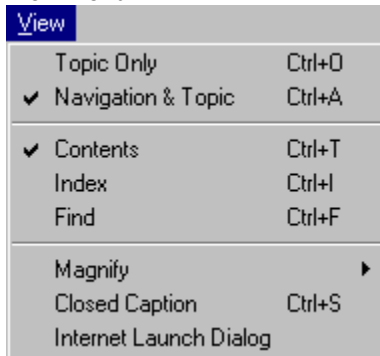 View
Topic Only Ctrl+O
Navigation & Topic Ctrl+A
Contents Ctrl+T
Index Ctrl+I
Find Ctrl+F
Magnify
Closed Caption Ctrl+S
Internet Launch Dialog